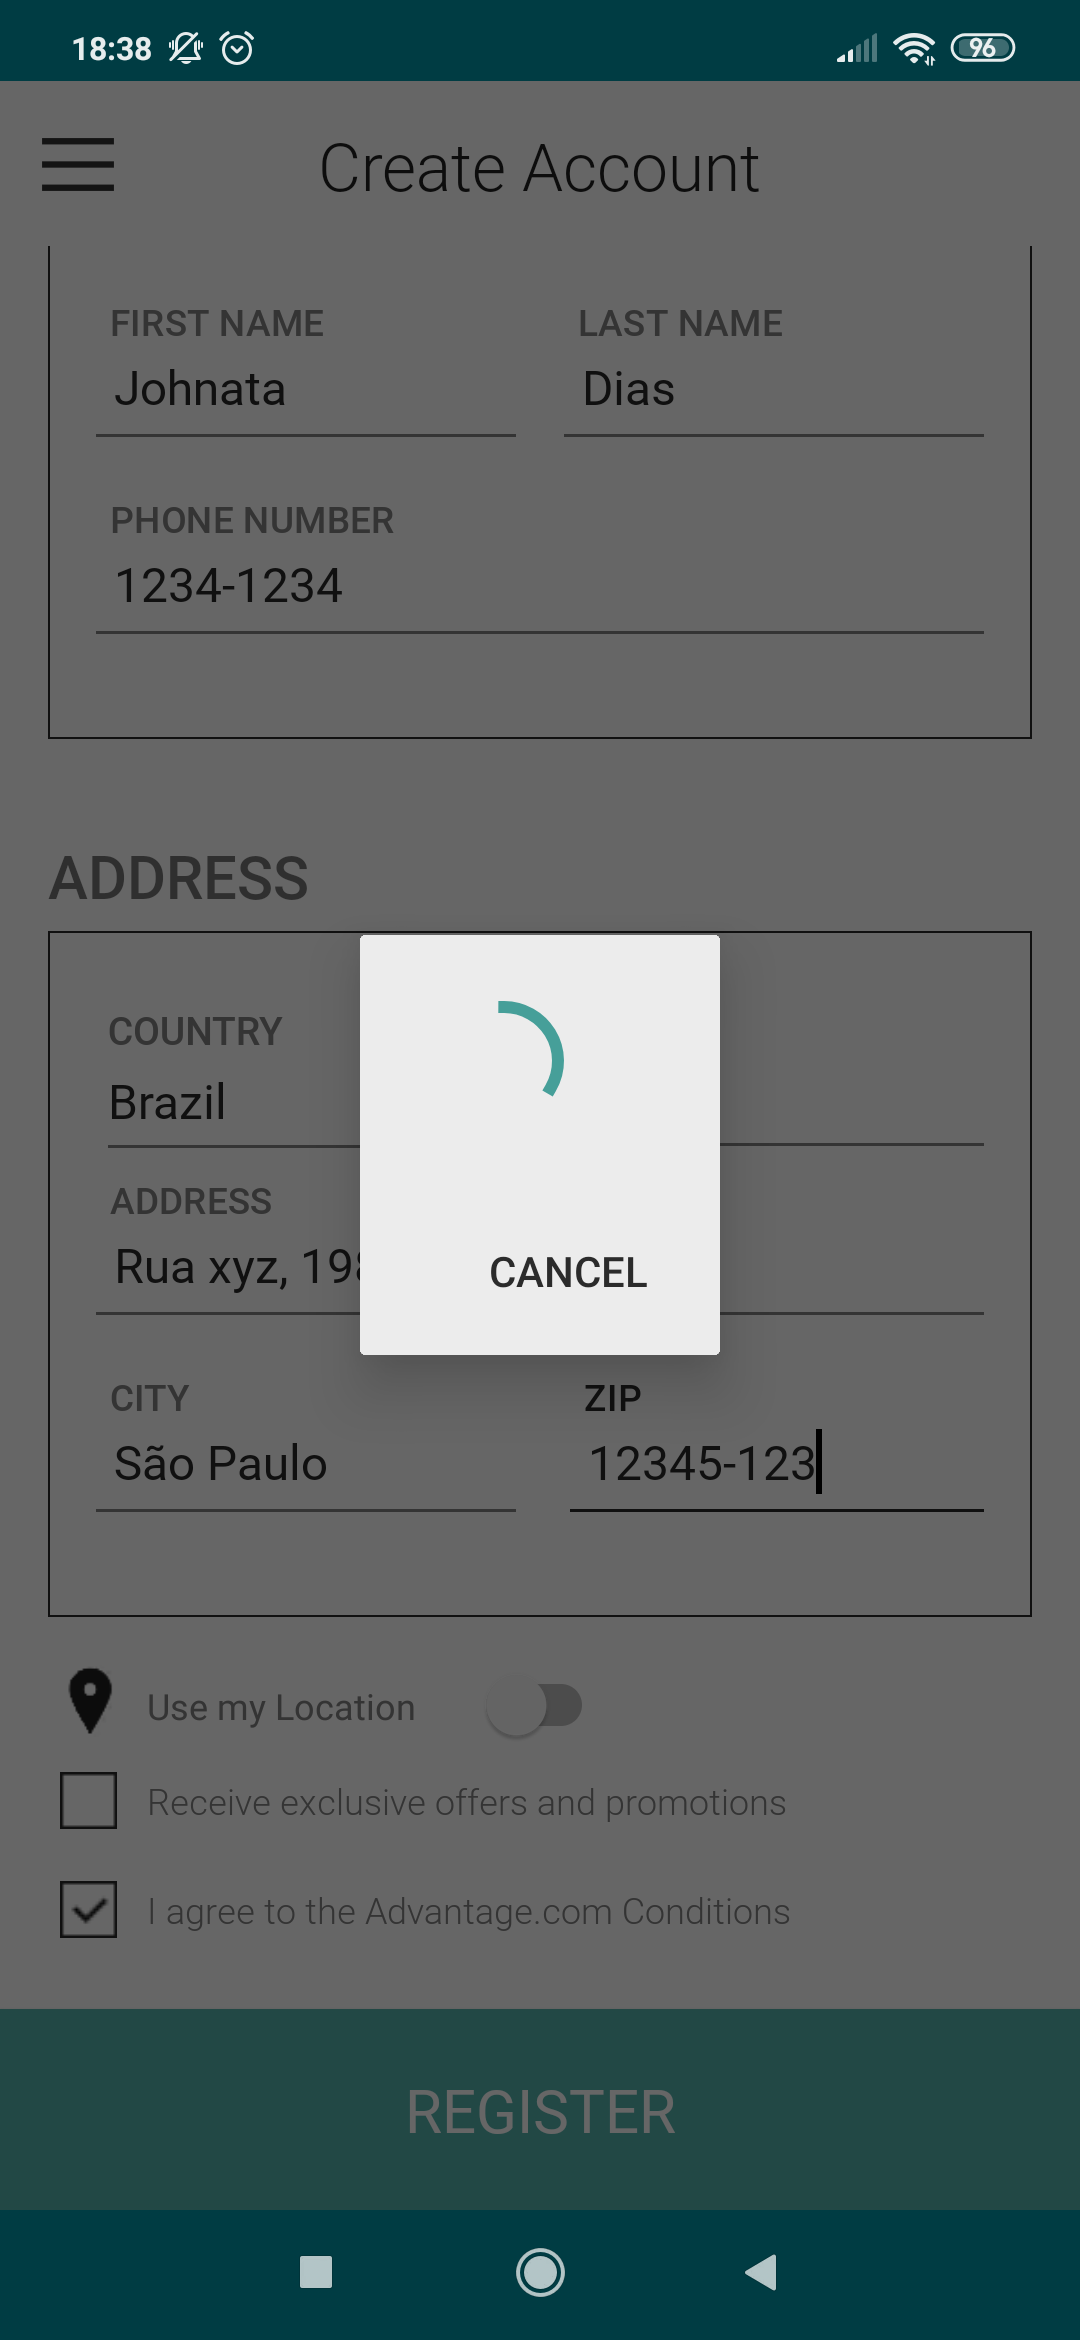 18:38 96
Create Account
FIRST NAME LAST NAME
Johnata Dias
PHONE NUMBER
1234-1234
ADDRESS
COUNTRY
Brazil
ADDRESS
Rua xyz,
CANCEL
CITY ZIP
São Paulo 12345-123
Use my Location
Receive exclusive offers and promotions
I agree to the Advantage.com Conditions
REGISTER